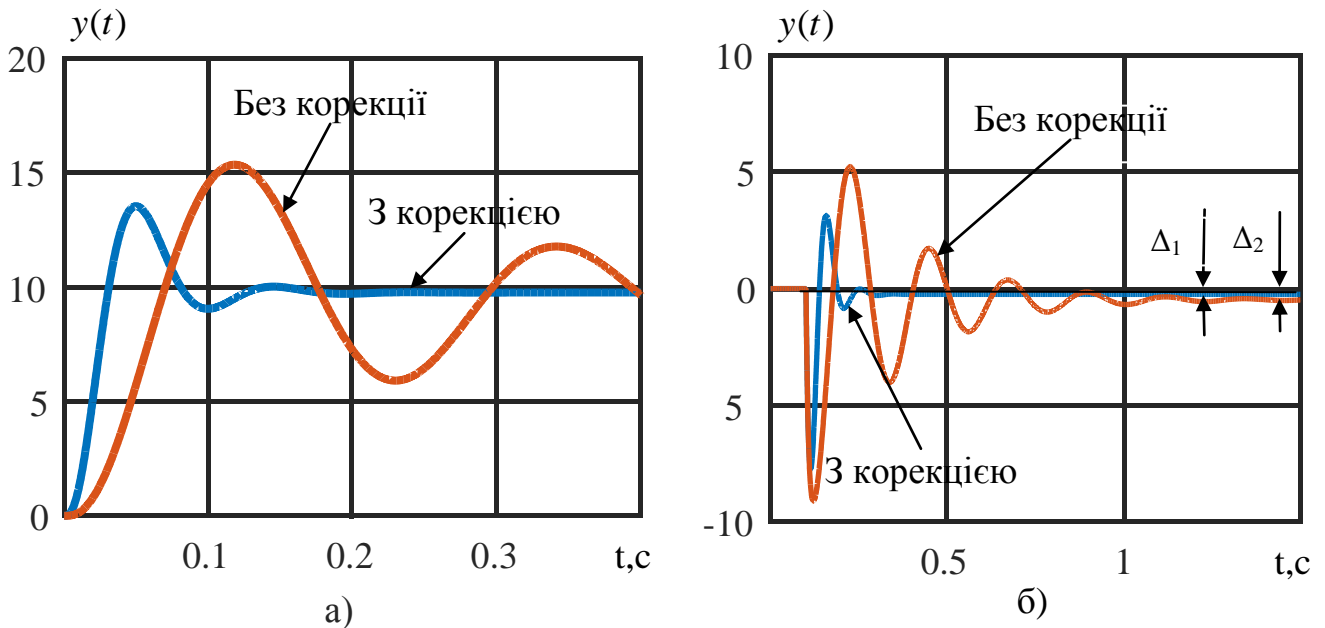 y(t)
20
15
10
5
0
Без корекції
З корекцією
0.1
0.2
0.3
t,c
а)
y(t)
10
5
0
5
-10
Без корекції
З корекцією
Δ1
Δ2
0.5
1
t,c
б)